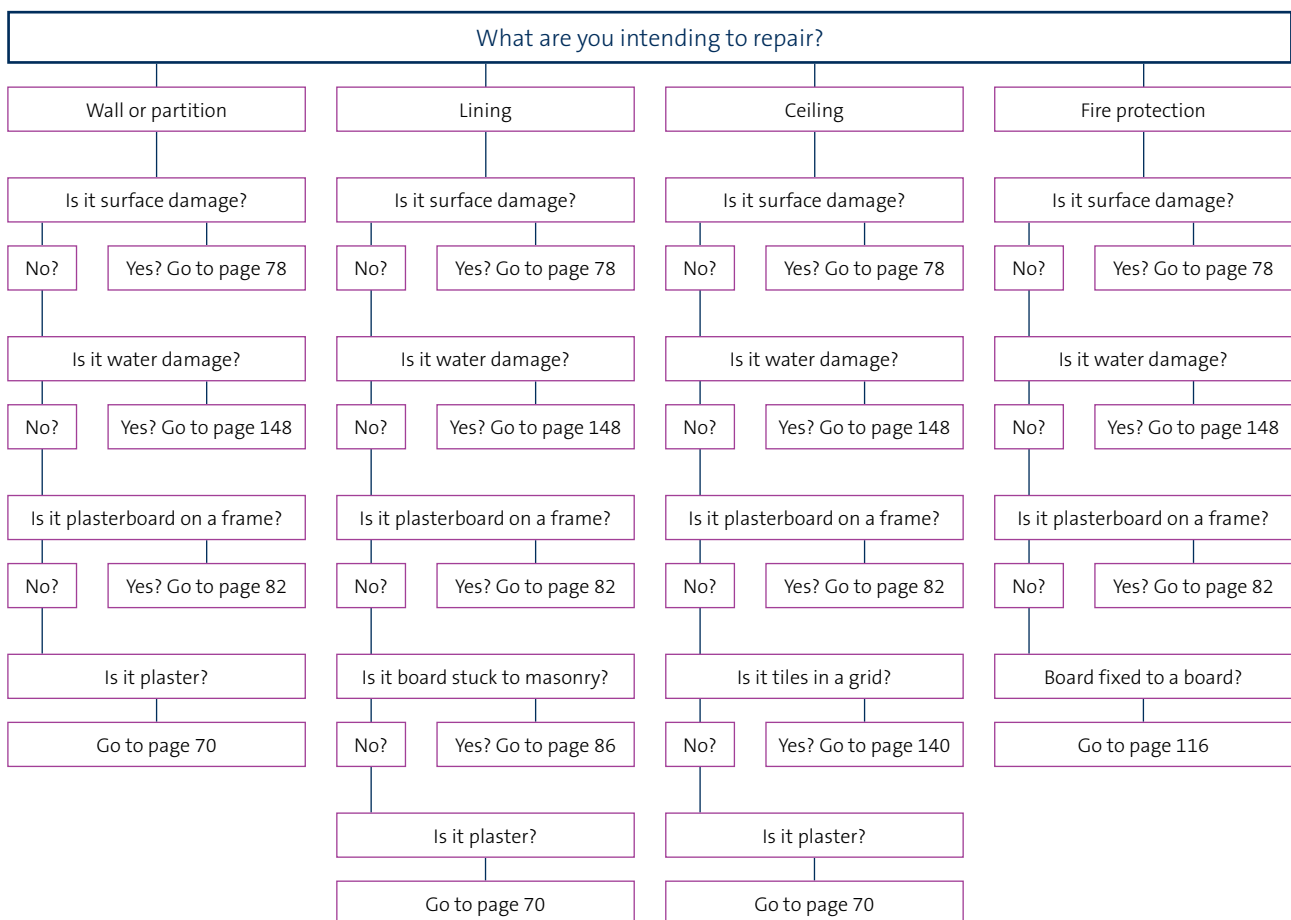 What are you intending to repair?
Wall or partition
Lining
Ceiling
Fire protection
Is it surface damage?
Is it surface damage?
Is it surface damage?
Is it surface damage?
No?
Yes? Go to page 78
No?
Yes? Go to page 78
No?
Yes? Go to page 78
No?
Yes? Go to page 78
Is it water damage?
Is it water damage?
Is it water damage?
Is it water damage?
No?
Yes? Go to page 148
No?
Yes? Go to page 148
No?
Yes? Go to page 148
No?
Yes? Go to page 148
Is it plasterboard on a frame?
Is it plasterboard on a frame?
Is it plasterboard on a frame?
Is it plasterboard on a frame?
No?
Yes? Go to page 82
No?
Yes? Go to page 82
No?
Yes? Go to page 82
No?
Yes? Go to page 82
Is it plaster?
Is it board stuck to masonry?
Is it tiles in a grid?
Board fixed to a board?
Go to page 70
No?
Yes? Go to page 86
No?
Yes? Go to page 140
Go to page 116
Is it plaster?
Is it plaster?
Go to page 70
Go to page 70